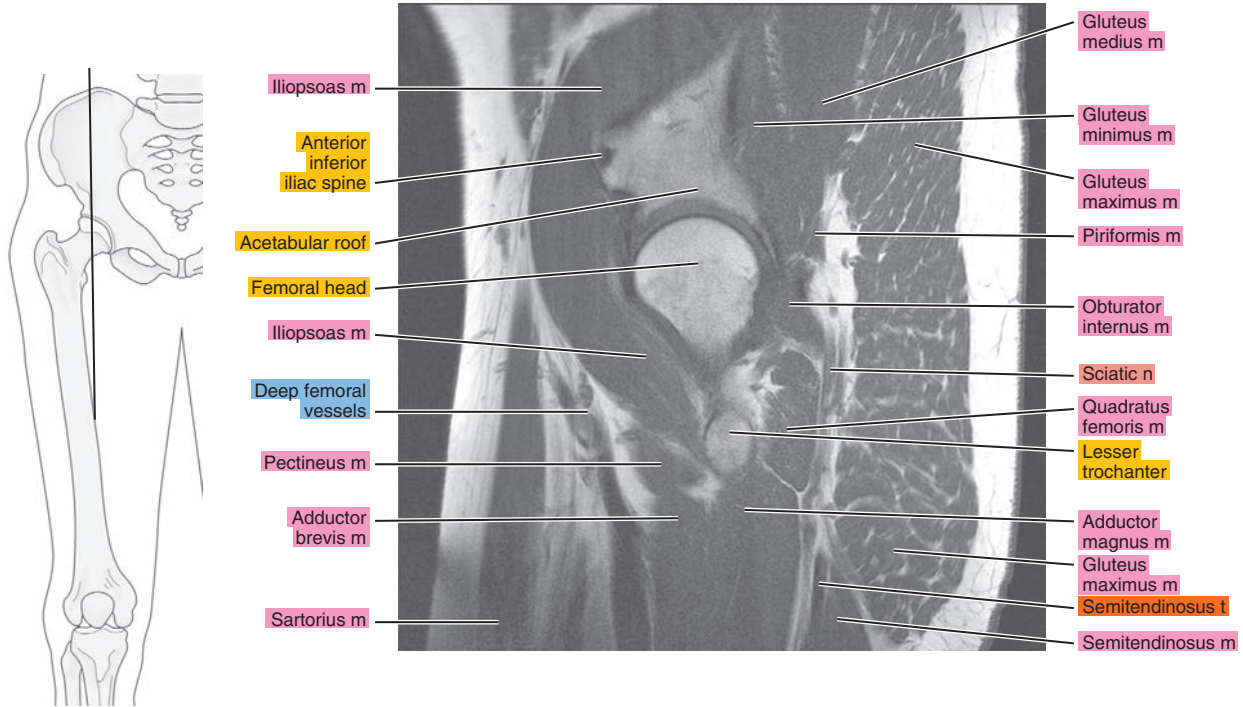 Iliopsoas m
Anterior
inferior
iliac spine
Acetabular roof
Femoral head
Iliopsoas m
Deep femoral
vessels
Pectineus m
Adductor
brevis m
Sartorius m
Gluteus
medius m
Gluteus
minimus m
Gluteus
maximus m
Piriformis m
Obturator
internus m
Sciatic n
Quadratus
femoris m
Lesser
trochanter
Adductor
magnus m
Gluteus
maximus m
Semitendinosus t
Semitendinosus m